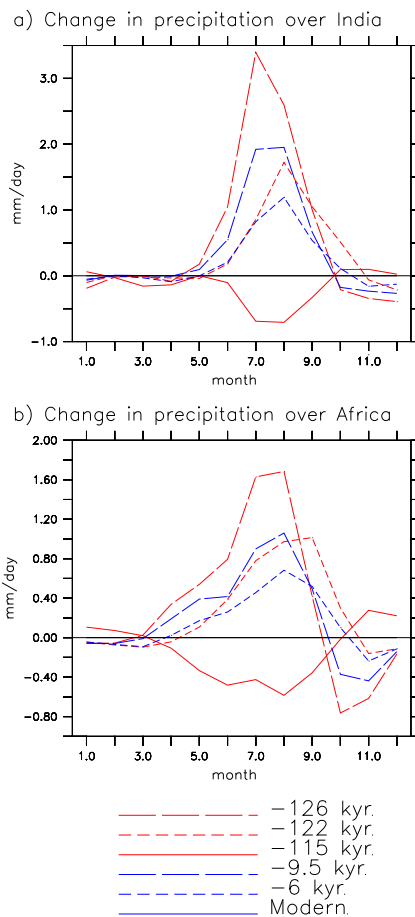 a) Change in precipitation over India
3.0
2.0
1.0
0.0
−1.0
mm/day
1.0 3.0 5.0 7.0 9.0 11.0
month
b) Change in precipitation over Africa
2.00
1.60
1.20
0.80
0.40
0.00
−0.40
−0.80
mm/day
1.0 3.0 5.0 7.0 9.0 11.0
month
−126 kyr.
−122 kyr.
−115 kyr.
−9.5 kyr.
−6 kyr.
Modern.